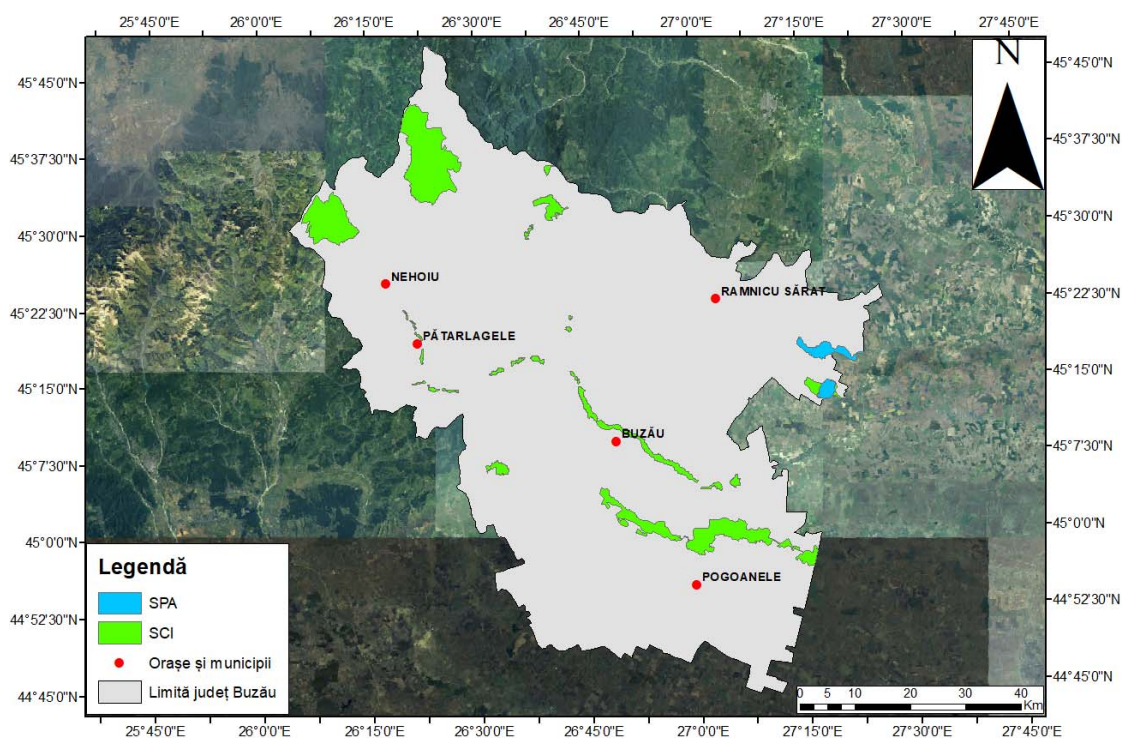 25°45'0"E 26°0'0"E 26°15'0"E 26°30'0"E 26°45'0"E 27°0'0"E 27°15'0"E 27°30'0"E 27°45'0"E
N
45°45'0"N 45°45'0"N
45°37'30"N 45°37'30"N
45°30'0"N 45°30'0"N
NEHOIU
RAMNICU SĂRAT
45°22'30"N 45°22'30"N
PĂTARLAGELE
45°15'0"N 45°15'0"N
BUZĂU
45°7'30"N 45°7'30"N
45°0'0"N 45°0'0"N
POGOANELE
Legendă
SPA
SCI
Orașe și municipii
Limită județ Buzău
44°52'30"N 44°52'30"N
44°45'0"N 44°45'0"N
0 5 10 20 30 40
Km
25°45'0"E 26°0'0"E 26°15'0"E 26°30'0"E 26°45'0"E 27°0'0"E 27°15'0"E 27°30'0"E 27°45'0"E